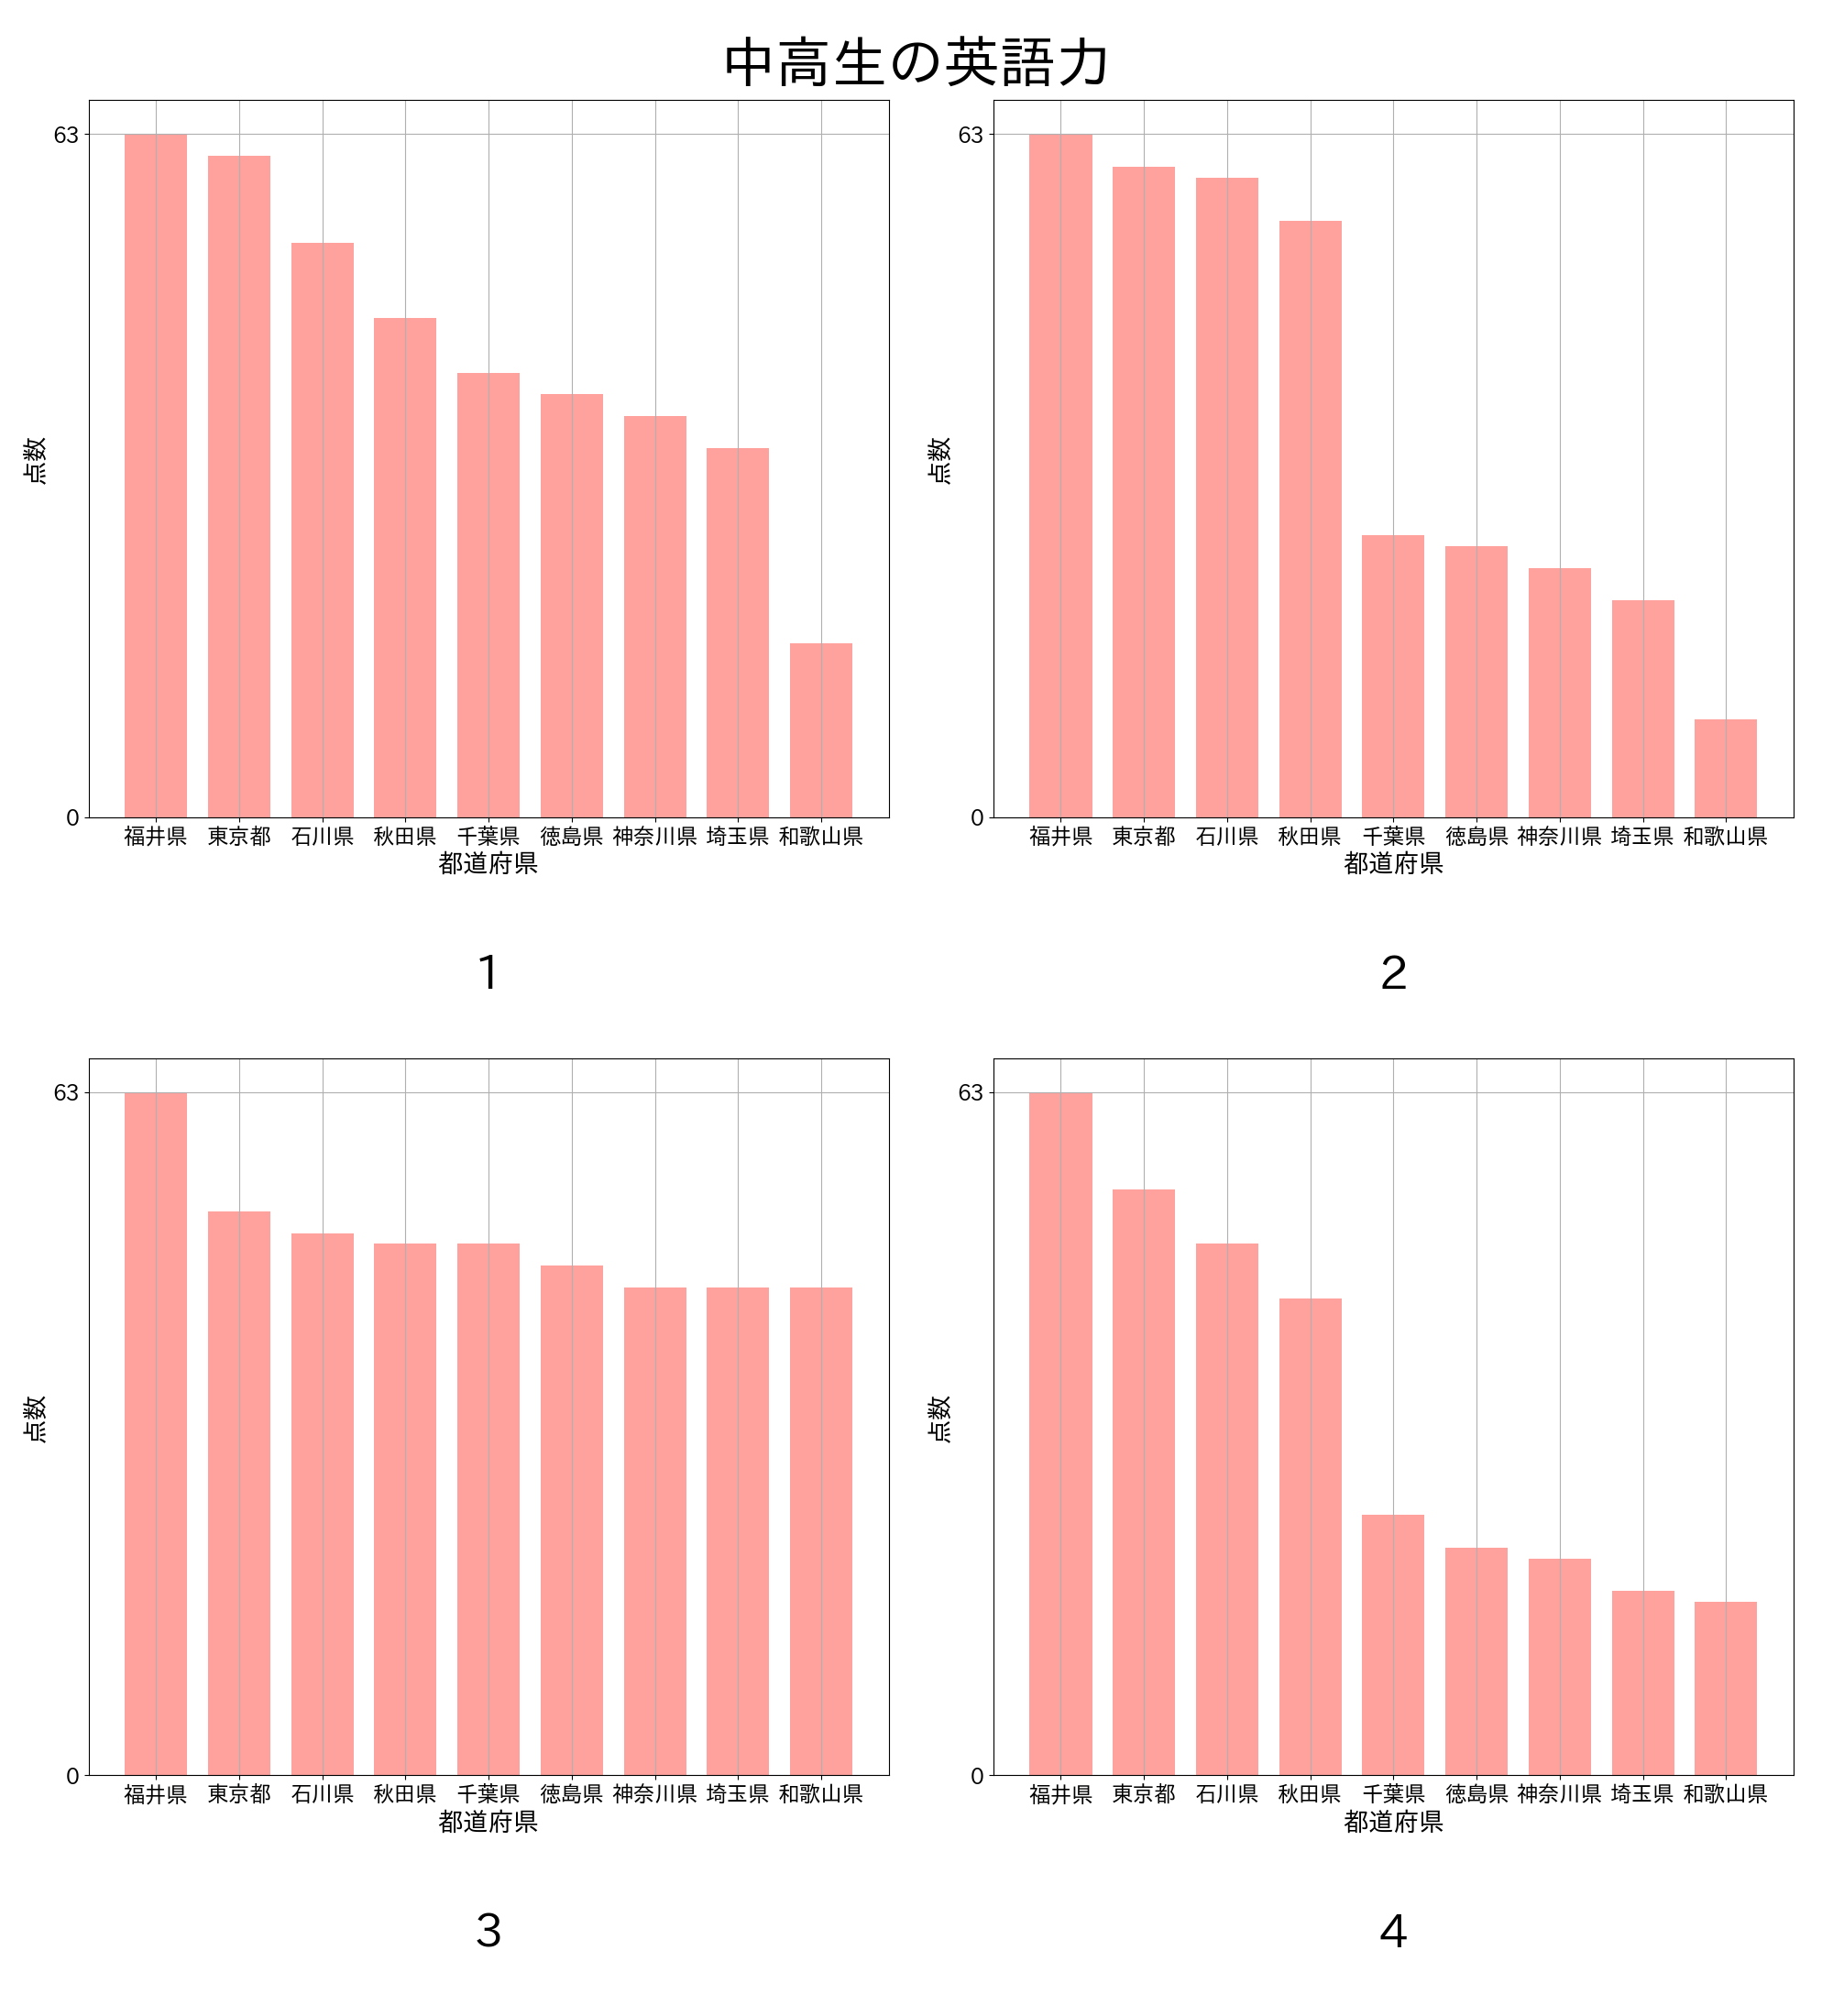 中高生の英語力
63
0
点数
福井県 東京都 石川県 秋田県 千葉県 徳島県 神奈川県 埼玉県 和歌山県
都道府県
1
63
0
点数
福井県 東京都 石川県 秋田県 千葉県 徳島県 神奈川県 埼玉県 和歌山県
都道府県
2
63
0
点数
福井県 東京都 石川県 秋田県 千葉県 徳島県 神奈川県 埼玉県 和歌山県
都道府県
3
63
0
点数
福井県 東京都 石川県 秋田県 千葉県 徳島県 神奈川県 埼玉県 和歌山県
都道府県
4